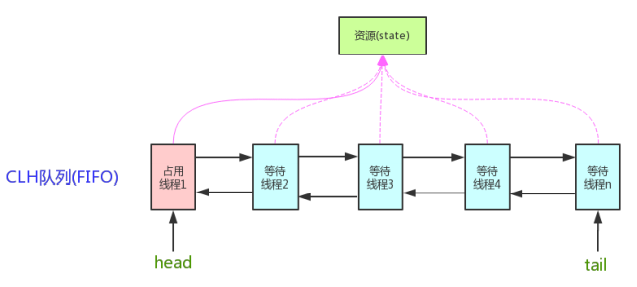 资源(state)
CLH队列(FIFO)
占用
线程1
等待
线程2
等待
线程3
等待
线程4
等待
线程n
head
tail